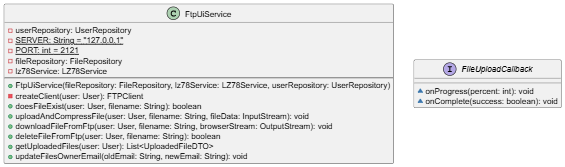 C FtpUiService
userRepository: UserRepository
SERVER: String = "127.0.0.1"
PORT: int = 2121
fileRepository: FileRepository
lz78Service: LZ78Service
FtpUiService(fileRepository: FileRepository, lz78Service: LZ78Service, userRepository: UserRepository)
createClient(user: User): FTPClient
doesFileExist(user: User, filename: String): boolean
uploadAndCompressFile(user: User, filename: String, fileData: InputStream): void
downloadFileFromFtp(user: User, filename: String, browserStream: OutputStream): void
deleteFileFromFtp(user: User, filename: String): boolean
getUploadedFiles(user: User): List<UploadedFileDTO>
updateFilesOwnerEmail(oldEmail: String, newEmail: String): void
I FileUploadCallback
onProgress(percent: int): void
onComplete(success: boolean): void